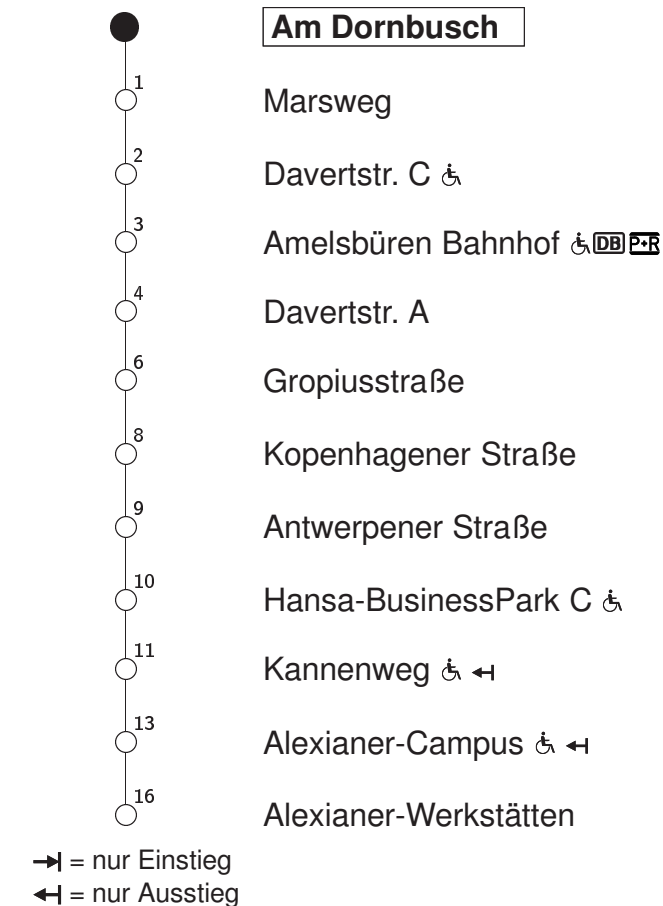 Am Dornbusch
1 Marsweg
2 Davertstr. C
3 Amelsbüren Bahnhof DB P+R
4 Davertstr. A
6 Gropiusstraße
8 Kopenhagener Straße
9 Antwerpener Straße
10 Hansa-BusinessPark C
11 Kannenweg
13 Alexianer-Campus
16 Alexianer-Werkstätten
= nur Einstieg
= nur Ausstieg